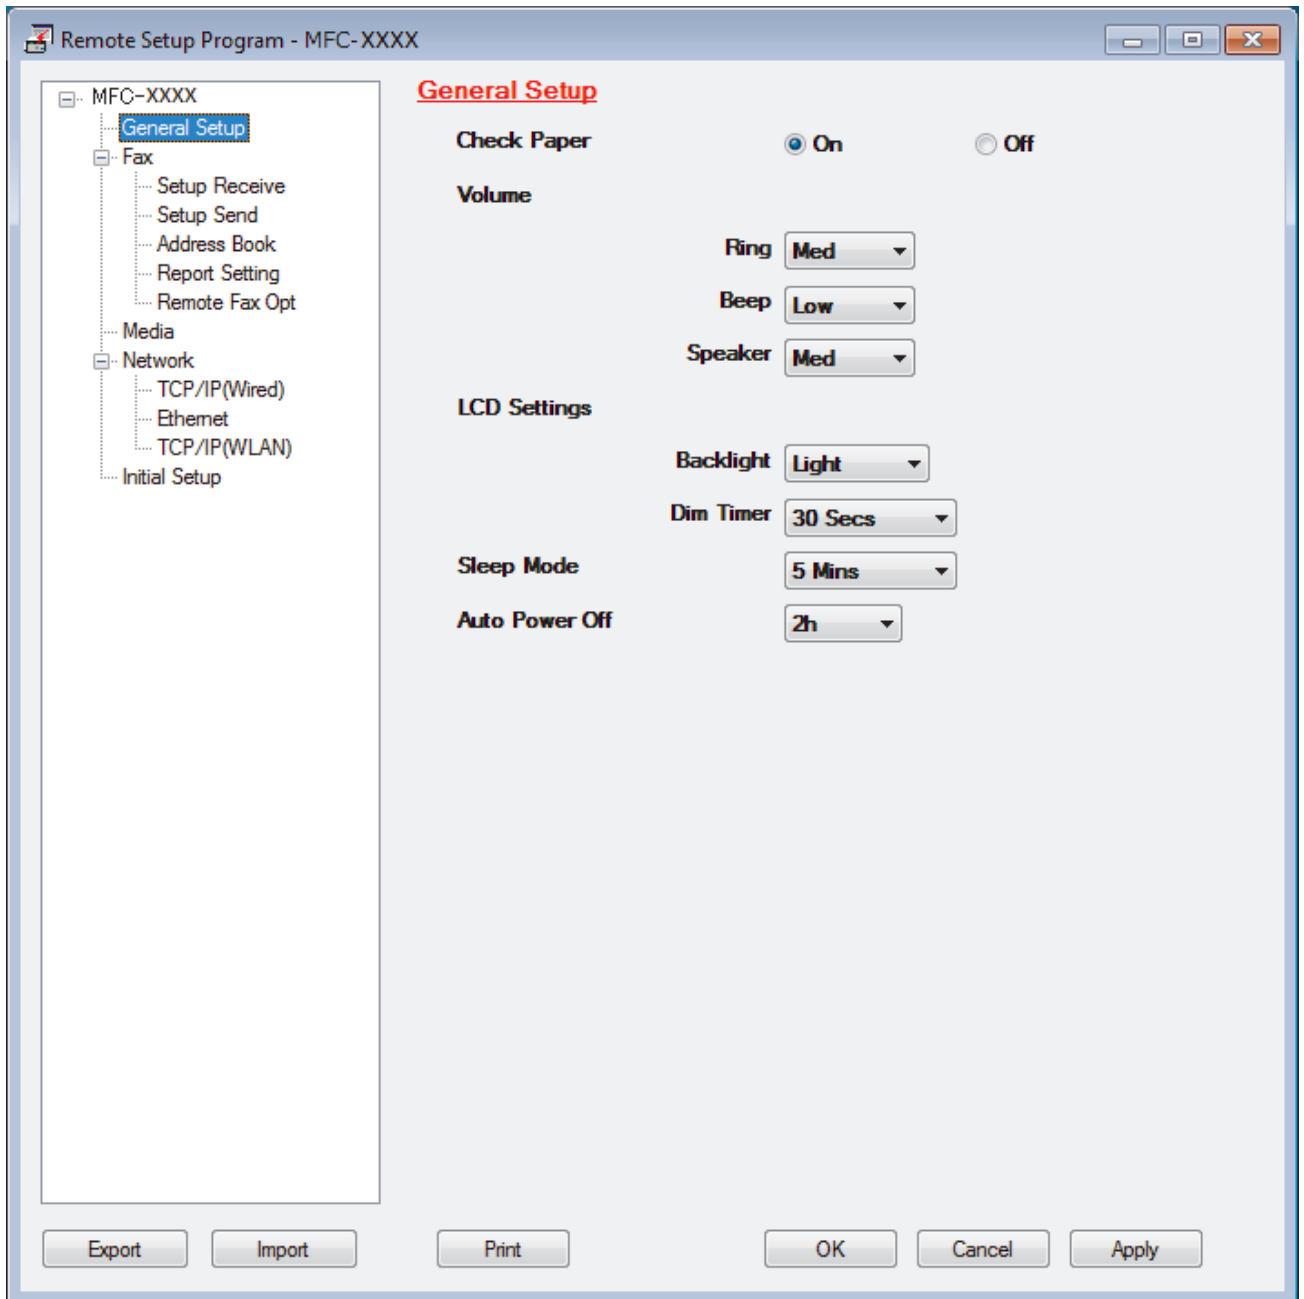 Remote Setup Program - MFC-XXXX
MFC-XXXX
General Setup
Fax
Setup Receive
Setup Send
Address Book
Report Setting
Remote Fax Opt
Media
Network
TCP/IP(Wired)
Ethernet
TCP/IP(WLAN)
Initial Setup
General Setup
Check Paper On Off
Volume
Ring Med
Beep Low
Speaker Med
LCD Settings
Backlight Light
Dim Timer 30 Secs
Sleep Mode 5 Mins
Auto Power Off 2h
Export Import Print OK Cancel Apply